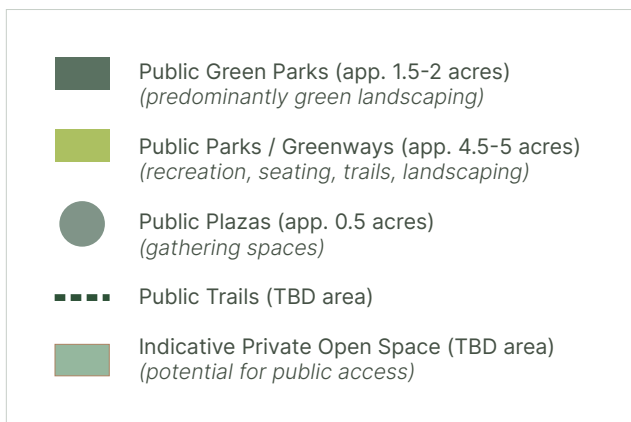 Public Green Parks (app. 1.5-2 acres)
(predominantly green landscaping)
Public Parks / Greenways (app. 4.5-5 acres)
(recreation, seating, trails, landscaping)
Public Plazas (app. 0.5 acres)
(gathering spaces)
Public Trails (TBD area)
Indicative Private Open Space (TBD area)
(potential for public access)